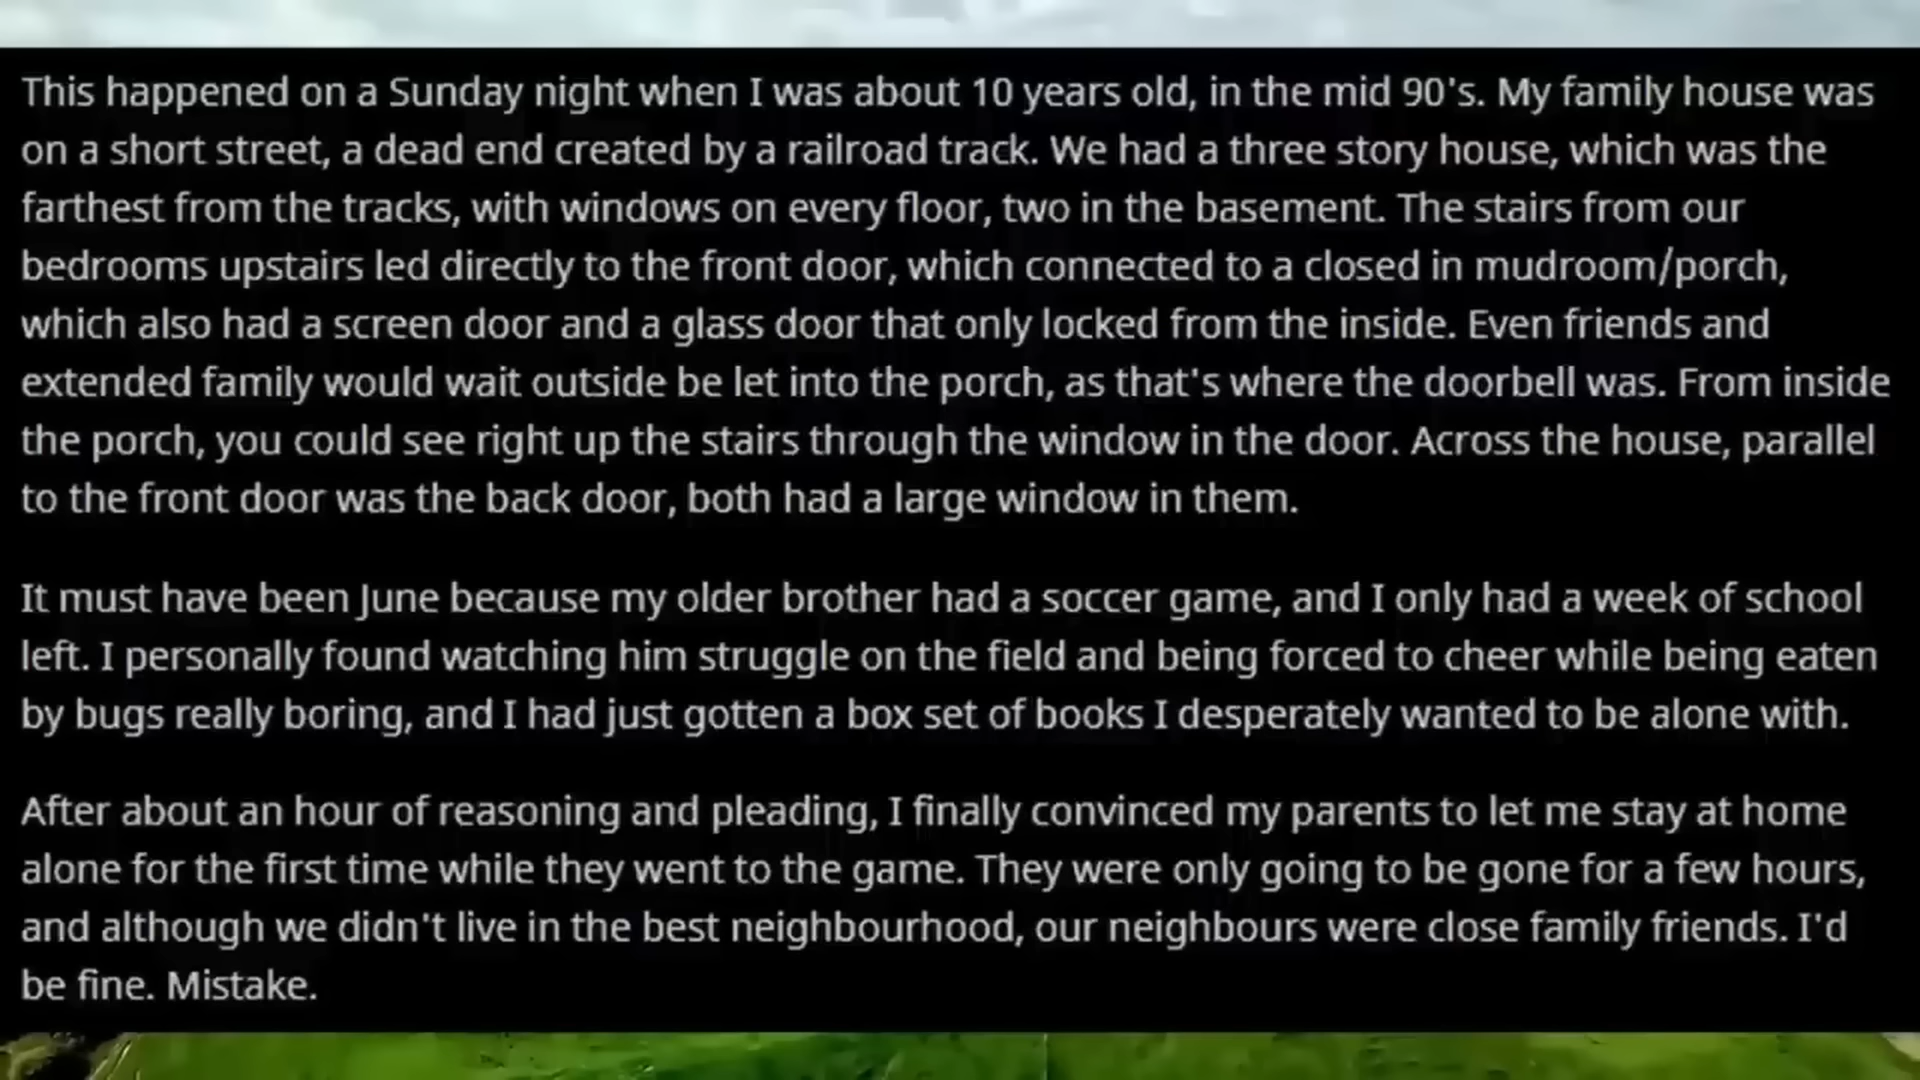 This happened on a Sunday night when I was about 10 years old, in the mid 90's. My family house was
on a short street, a dead end created by a railroad track. We had a three story house, which was the
farthest from the tracks, with windows on every floor, two in the basement. The stairs from our
bedrooms upstairs led directly to the front door, which connected to a closed in mudroom/porch,
which also had a screen door and a glass door that only locked from the inside. Even friends and
extended family would wait outside be let into the porch, as that's where the doorbell was. From inside
the porch, you could see right up the stairs through the window in the door. Across the house, parallel
to the front door was the back door, both had a large window in them.
It must have been June because my older brother had a soccer game, and I only had a week of school
left. I personally found watching him struggle on the field and being forced to cheer while being eaten
by bugs really boring, and I had just gotten a box set of books I desperately wanted to be alone with.
After about an hour of reasoning and pleading, I finally convinced my parents to let me stay at home
alone for the first time while they went to the game. They were only going to be gone for a few hours,
and although we didn't live in the best neighbourhood, our neighbours were close family friends. I'd
be fine. Mistake.